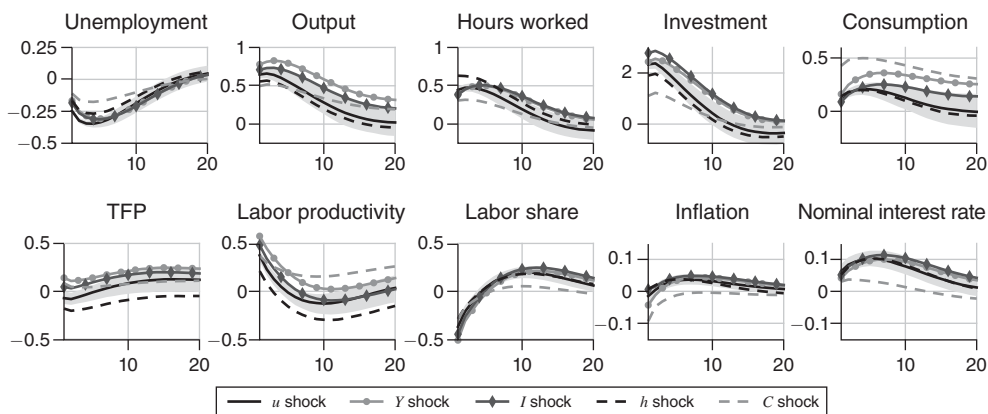 Unemployment Output Hours worked Investment Consumption
0.25 1 1 0.5
0 0.5 0.5 2
−0.25 0 0 0 0
−0.5
10 20 10 20 10 20 10 20 10 20
TFP Labor productivity Labor share Inflation Nominal interest rate
0.5 0.5 0.5 0.1 0.1
0 0 0 0 0
−0.5 −0.5 −0.5 −0.1 −0.1
10 20 10 20 10 20 10 20 10 20
u shock Y shock I shock h shock C shock